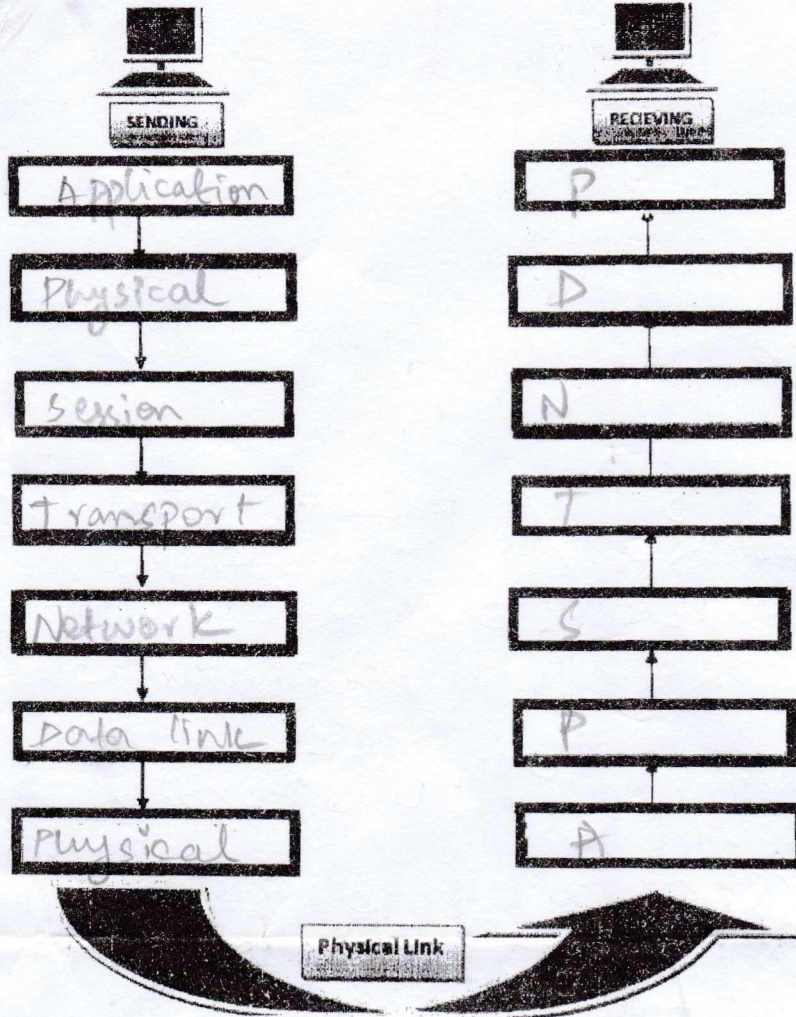 SENDING
Application
Physical
Session
Transport
Network
Data link
Physical
RECIEVING
P
D
N
T
S
P
A
Physical Link